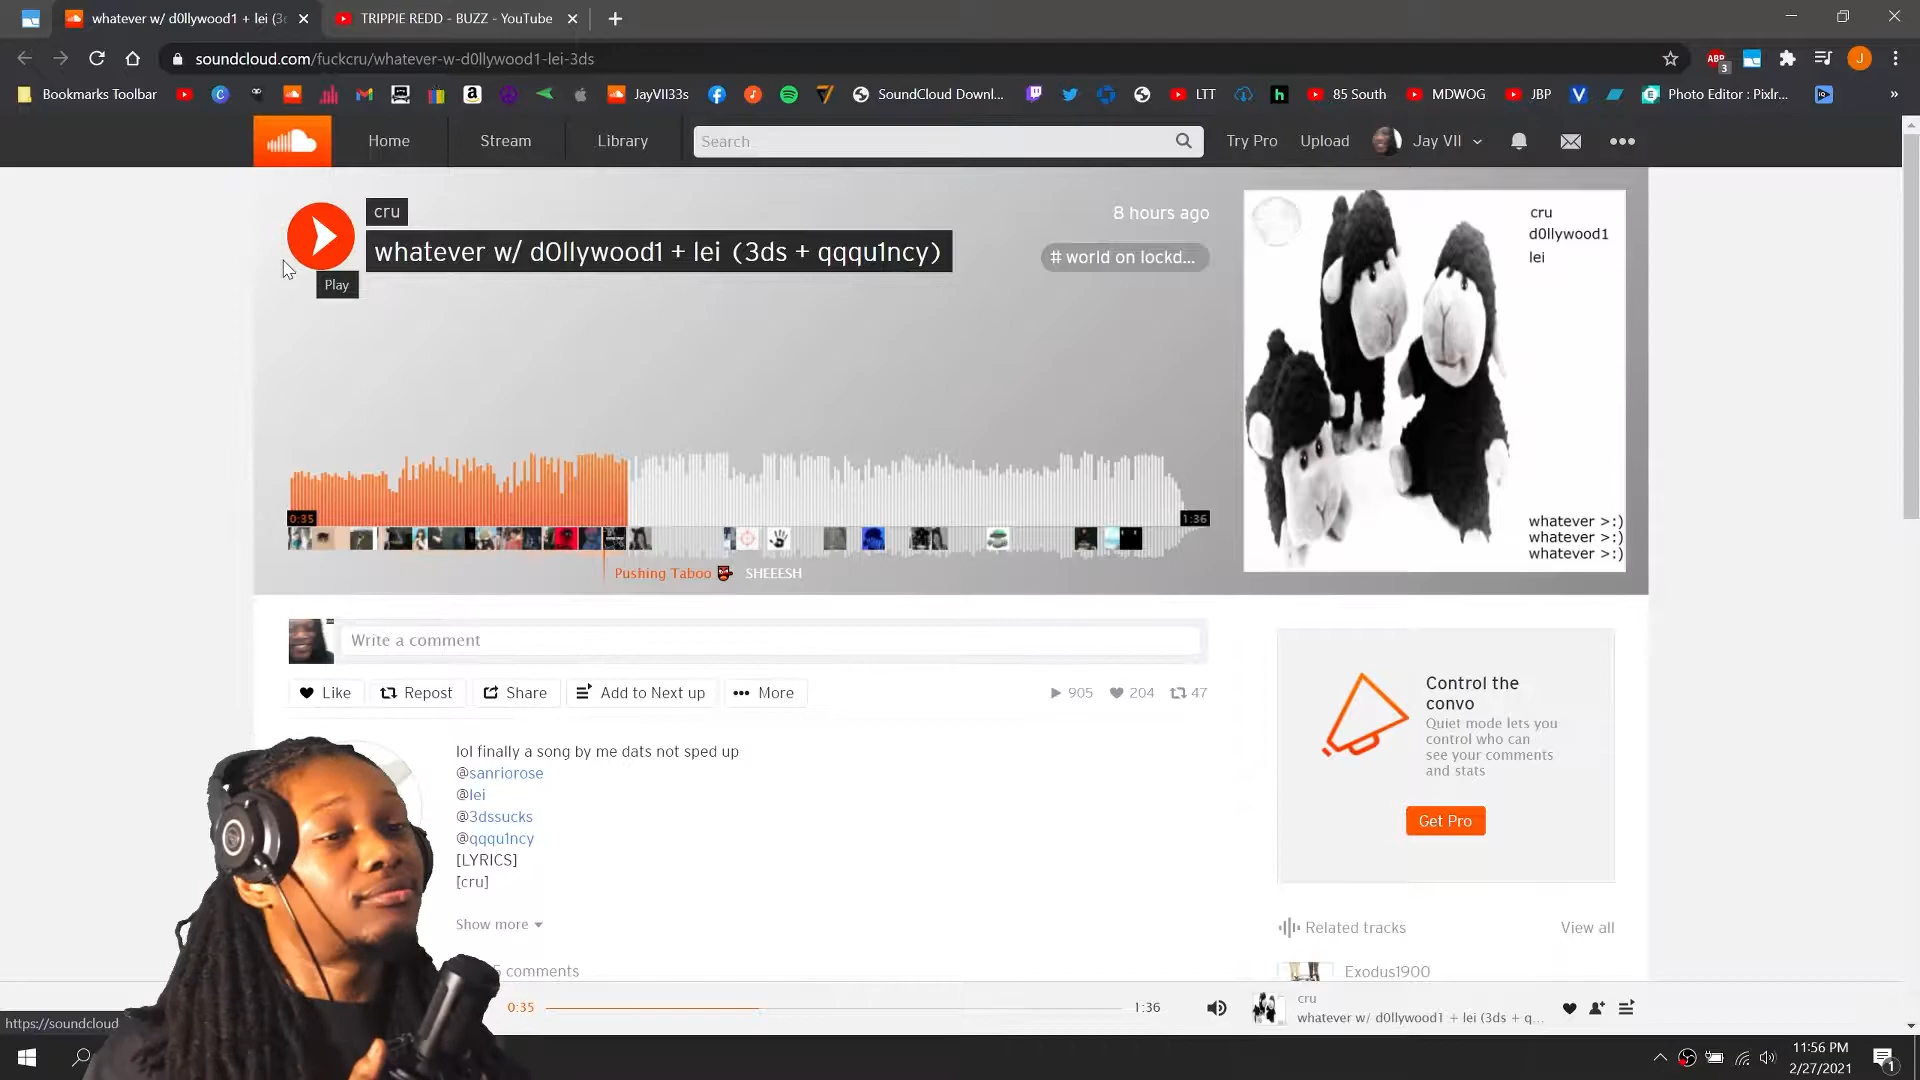 whatever w/ d0llywood1 + lei (3d
TRIPPIE REDD - BUZZ - YouTube
soundcloud.com/fuckcru/whatever-w-d0llywood1-lei-3ds
ABP
3
J
Bookmarks Toolbar
JayVII33s
SoundCloud Downl...
LTT
85 South
MDWOG
JBP
Photo Editor : Pixlr...
»
Home
Stream
Library
Search
Try Pro
Upload
Jay VII
cru
whatever w/ d0llywood1 + lei (3ds + qqqu1ncy)
Play
8 hours ago
# world on lockd...
cru
d0llywood1
lei
whatever >:)
whatever >:)
whatever >:)
0:35
1:36
Pushing Taboo
SHEEESH
Write a comment
Like
Repost
Share
Add to Next up
More
905
204
47
Control the
convo
Quiet mode lets you
control who can
see your comments
and stats
Get Pro
lol finally a song by me dats not sped up
@sanriorose
@lei
@3dssucks
@qqqu1ncy
[LYRICS]
[cru]
Show more
comments
Related tracks
View all
Exodus1900
0:35
1:36
cru
whatever w/ d0llywood1 + lei (3ds + q...
https://soundcloud
11:56 PM
2/27/2021
1